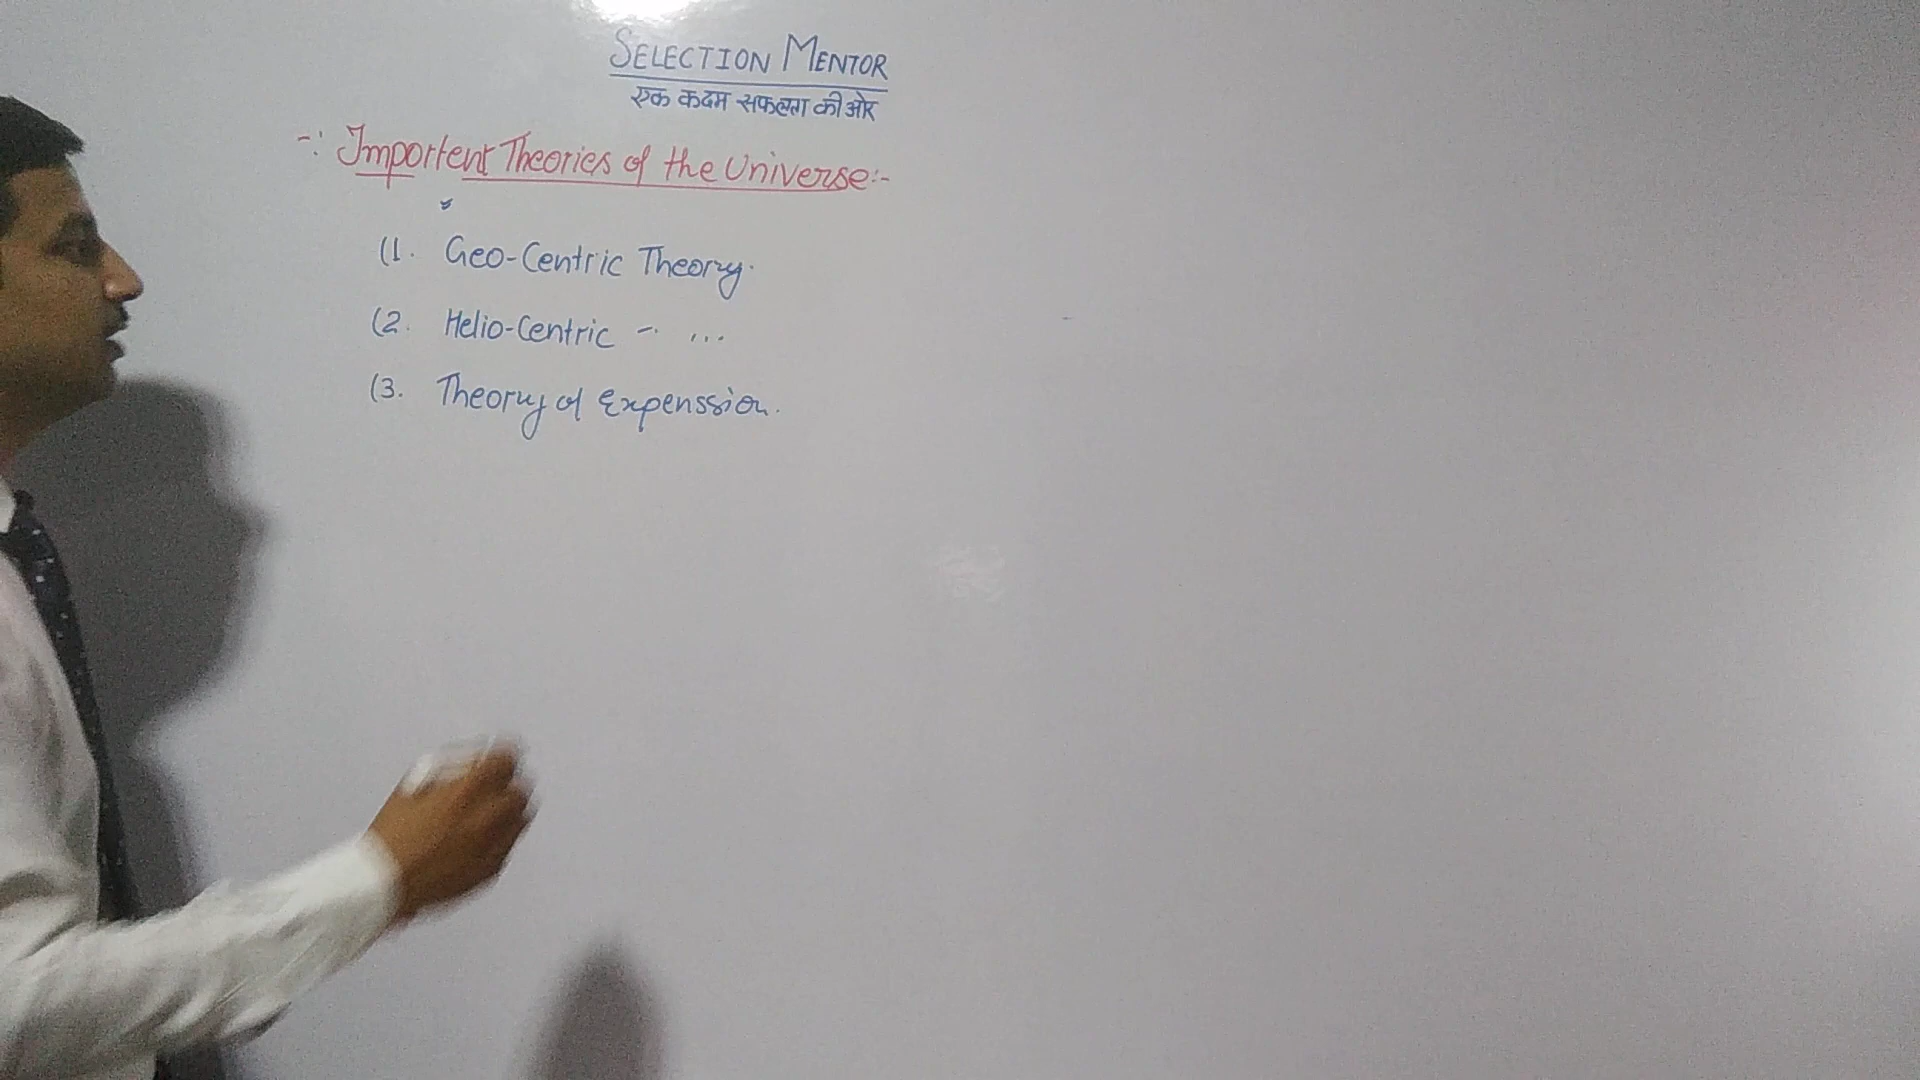 SELECTION MENTOR
एक कदम सफलता की ओर
-: Importent Theories of the Universe:-
(1. Geo-Centric Theory.
(2. Helio-Centric - ...
(3. Theory of Expenssion.